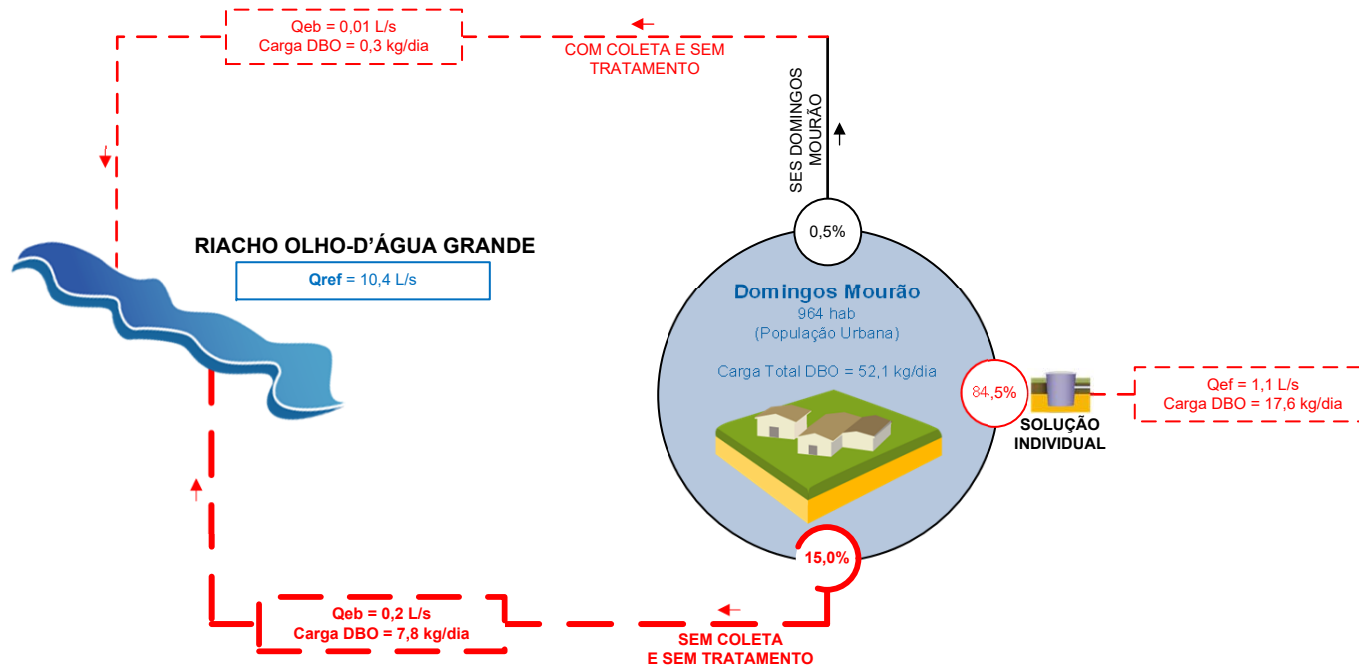 Qeb = 0,01 L/s
Carga DBO = 0,3 kg/dia
COM COLETA E SEM
TRATAMENTO
SES DOMINGOS
MOURÃO
0,5%
RIACHO OLHO-D'ÁGUA GRANDE
Qref = 10,4 L/s
Domingos Mourão
964 hab
(População Urbana)
Carga Total DBO = 52,1 kg/dia
84,5%
SOLUÇÃO
INDIVIDUAL
Qef = 1,1 L/s
Carga DBO = 17,6 kg/dia
15,0%
Qeb = 0,2 L/s
Carga DBO = 7,8 kg/dia
SEM COLETA
E SEM TRATAMENTO